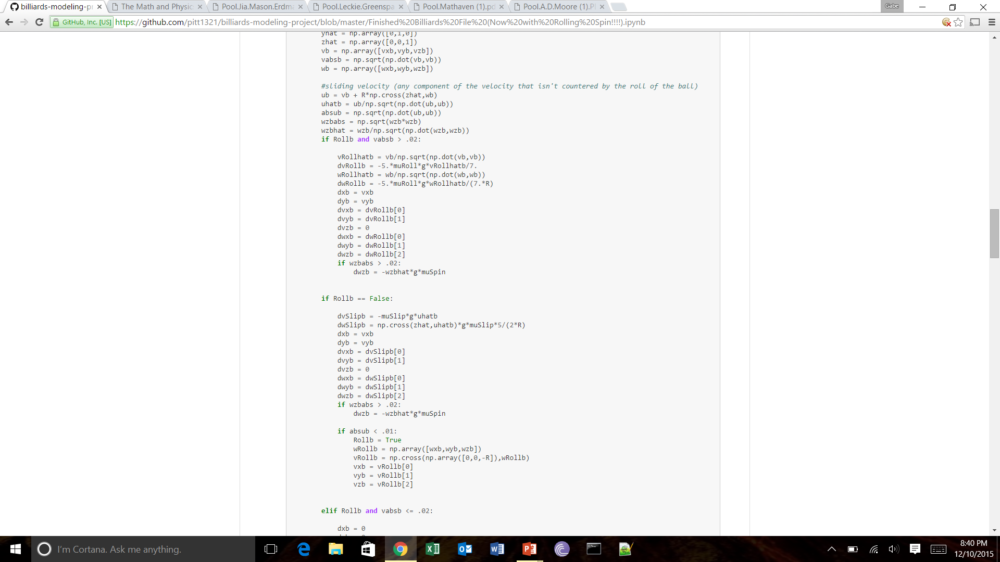 billiards-modeling-p
The Math and Physic
Pool.Jia.Mason.Erdm
Pool.Leckie.Greenspa
Pool.Mathaven (1).pd
Pool.A.D.Moore (1).P
Gabe
GitHub, Inc. [US] https://github.com/pitt1321/billiards-modeling-project/blob/master/Finished%20Billiards%20File%20(Now%20with%20Rolling%20Spin!!!!).ipynb
yhat = np.array([0,1,0])
zhat = np.array([0,0,1])
vb = np.array([vxb,vyb,vzb])
vabsb = np.sqrt(np.dot(vb,vb))
wb = np.array([wxb,wyb,wzb])
#sliding velocity (any component of the velocity that isn't countered by the roll of the ball)
ub = vb + R*np.cross(zhat,wb)
uhatb = ub/np.sqrt(np.dot(ub,ub))
absub = np.sqrt(np.dot(ub,ub))
wzbabs = np.sqrt(wzb*wzb)
wzbhat = wzb/np.sqrt(np.dot(wzb,wzb))
if Rollb and vabsb > .02:
vRollhatb = vb/np.sqrt(np.dot(vb,vb))
dvRollb = -5.*muRoll*g*vRollhatb/7.
wRollhatb = wb/np.sqrt(np.dot(wb,wb))
dwRollb = -5.*muRoll*g*wRollhatb/(7.*R)
dxb = vxb
dyb = vyb
dvxb = dvRollb[0]
dvyb = dvRollb[1]
dvzb = 0
dwxb = dwRollb[0]
dwyb = dwRollb[1]
dwzb = dwRollb[2]
if wzbabs > .02:
dwzb = -wzbhat*g*muSpin
if Rollb == False:
dvSlipb = -muSlip*g*uhatb
dwSlipb = np.cross(zhat,uhatb)*g*muSlip*5/(2*R)
dxb = vxb
dyb = vyb
dvxb = dvSlipb[0]
dvyb = dvSlipb[1]
dvzb = 0
dwxb = dwSlipb[0]
dwyb = dwSlipb[1]
dwzb = dwSlipb[2]
if wzbabs > .02:
dwzb = -wzbhat*g*muSpin
if absub < .01:
Rollb = True
wRollb = np.array([wxb,wyb,wzb])
vRollb = np.cross(np.array([0,0,-R]),wRollb)
vxb = vRollb[0]
vyb = vRollb[1]
vzb = vRollb[2]
elif Rollb and vabsb <= .02:
dxb = 0
I'm Cortana. Ask me anything.
8:40 PM
12/10/2015